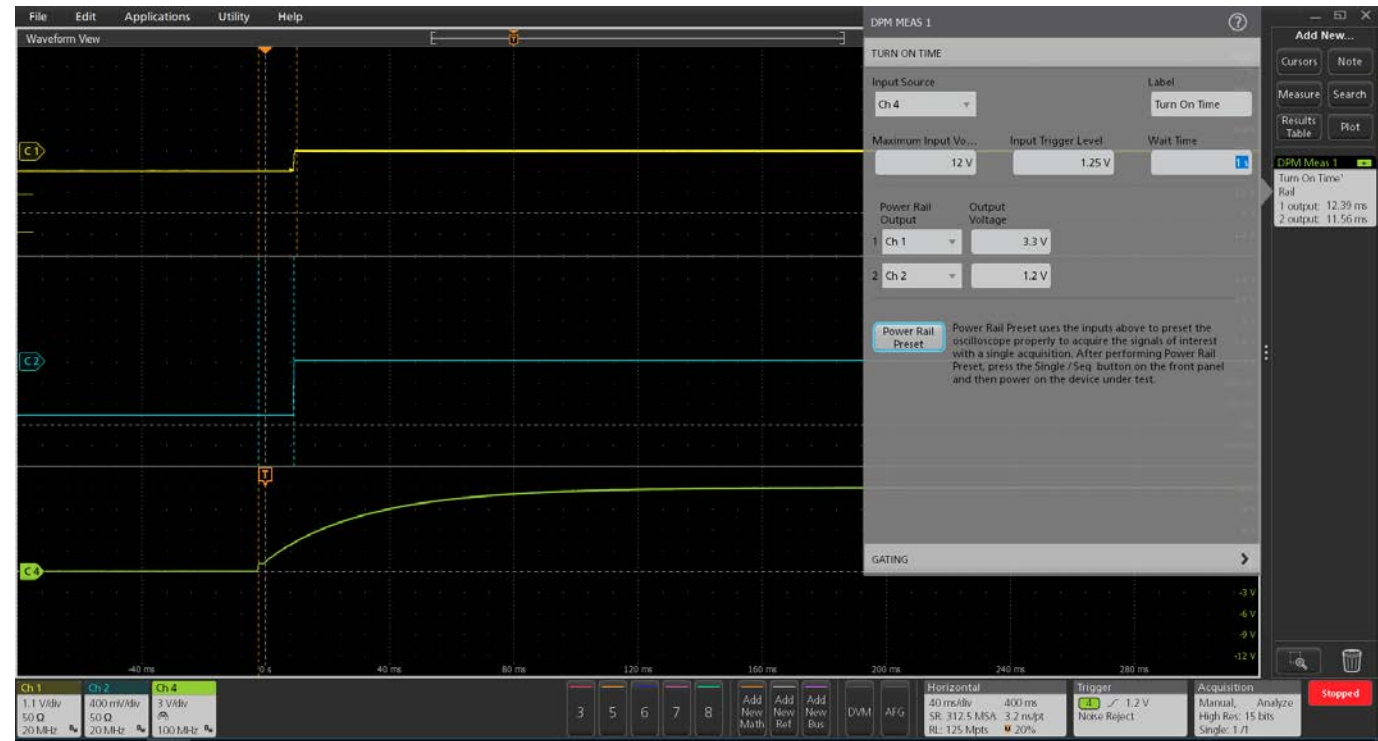 File Edit Applications Utility Help
Waveform View
DPM MEAS 1
TURN ON TIME
Input Source
Label
Ch 4
Turn On Time
Maximum Input Vo... Input Trigger Level Wait Time
12 V 1.25 V 1 s
Power Rail Output
Output Voltage
1 Ch 1 3.3 V
2 Ch 2 1.2 V
Power Rail Preset
Power Rail Preset uses the inputs above to preset the
oscilloscope properly to acquire the signals of interest
with a single acquisition. After performing Power Rail
Preset, press the Single / Seq button on the front panel
and then power on the device under test.
GATING
Add New...
Cursors Note
Measure Search
Results Table Plot
DPM Meas 1
Turn On Time'
Rail
1 output: 12.39 ms
2 output: 11.56 ms
C 1
C 2
T
C 4
-3 V
-6 V
-9 V
-12 V
-40 ms 0 s 40 ms 80 ms 120 ms 160 ms 200 ms 240 ms 280 ms
Ch 1
1.1 V/div
50 Ω
20 MHz
Ch 2
400 mV/div
50 Ω
20 MHz
Ch 4
3 V/div
100 MHz
3 5 6 7 8
Add New Math
Add New Ref
Add New Bus
DVM AFG
Horizontal
40 ms/div 400 ms
SR: 312.5 MS/s 3.2 ns/pt
RL: 125 Mpts 20%
Trigger
4 1.2 V
Noise Reject
Acquisition
Manual, Analyze
High Res: 15 bits
Single: 1 /1
Stopped